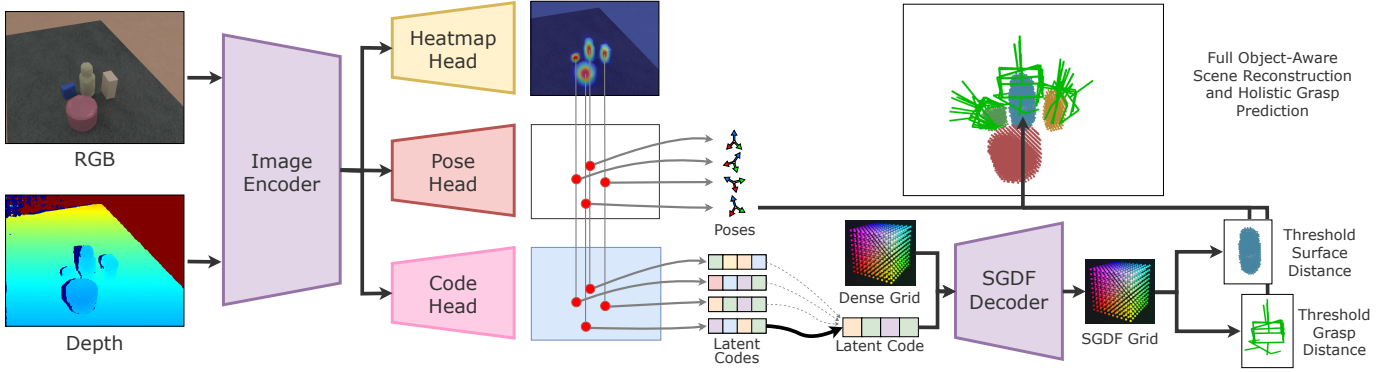 RGB
Depth
Image
Encoder
Heatmap
Head
Pose
Head
Code
Head
Poses
Latent
Codes
Dense Grid
Latent Code
SGDF
Decoder
SGDF Grid
Full Object-Aware
Scene Reconstruction
and Holistic Grasp
Prediction
Threshold
Surface
Distance
Threshold
Grasp
Distance